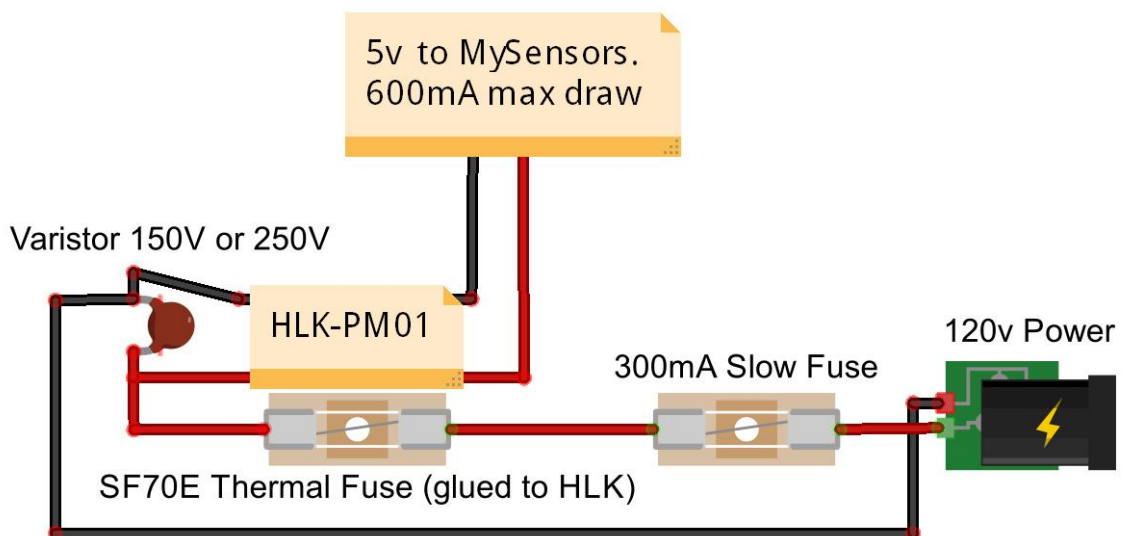 5v to MySensors.
600mA max draw
Varistor 150V or 250V
HLK-PM01
120v Power
300mA Slow Fuse
SF70E Thermal Fuse (glued to HLK)